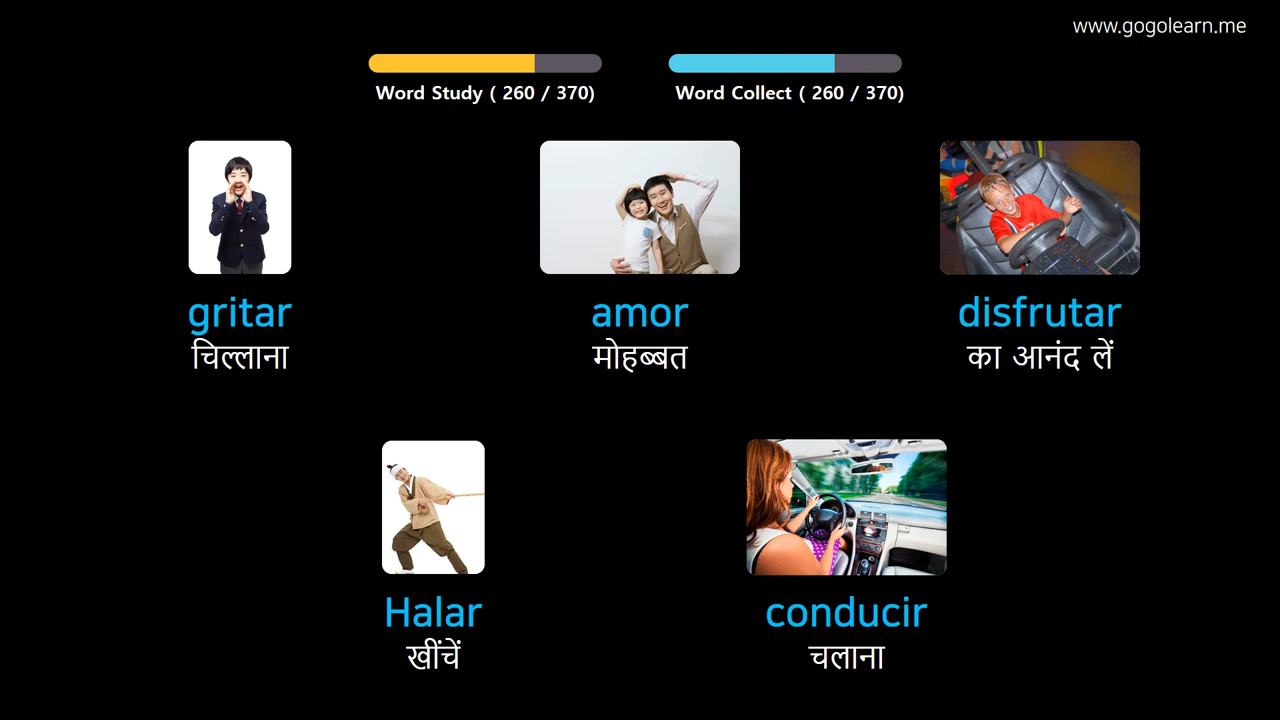 www.gogolearn.me
Word Study ( 260 / 370)
Word Collect ( 260 / 370)
gritar
चिल्लाना
amor
मोहब्बत
disfrutar
का आनंद लें
Halar
खींचें
conducir
चलाना